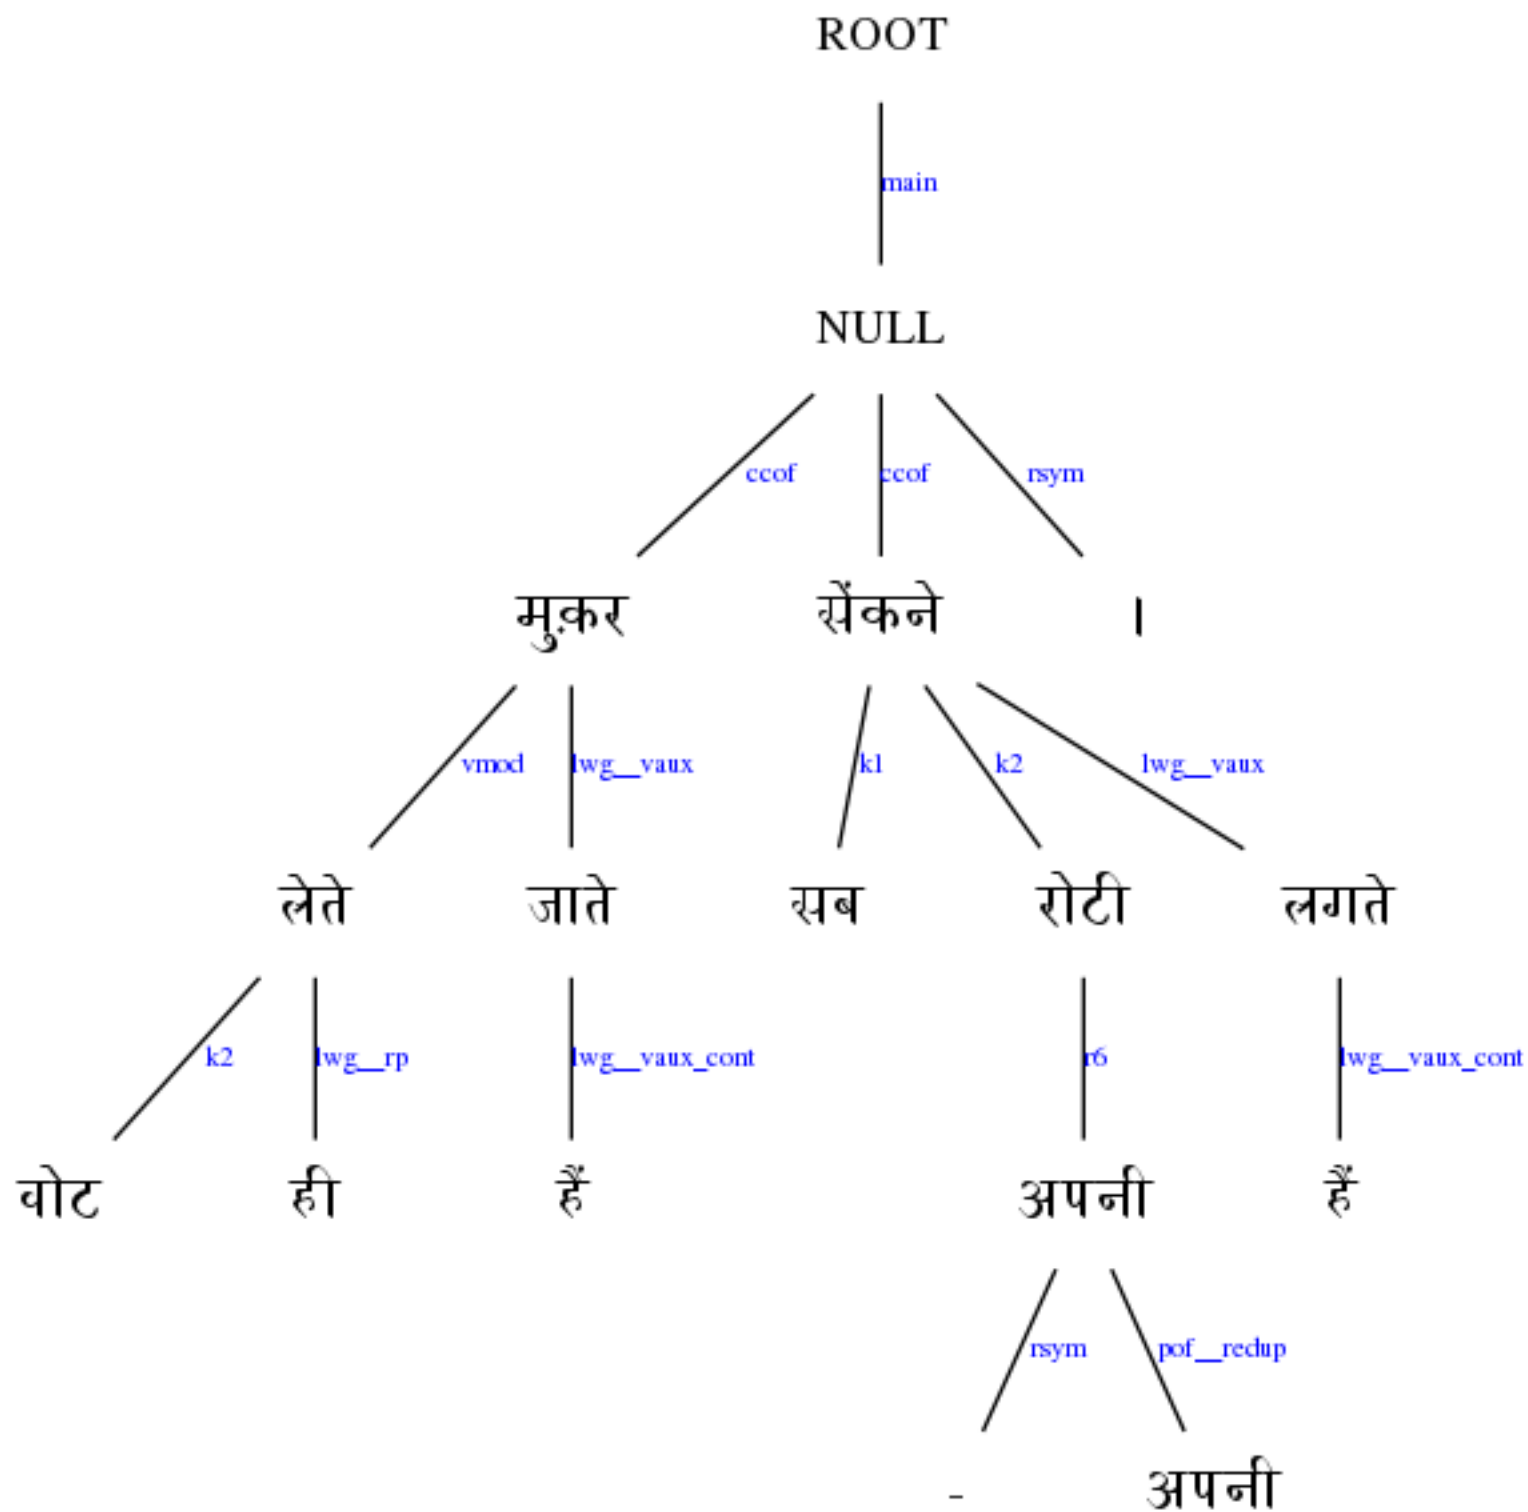 ROOT
main
NULL
ccof ccof rsym
मुक़र सेंकने ।
vmod lwg__vaux k1 k2 lwg__vaux
लेते जाते सब रोटी लगते
k2 lwg__rp lwg__vaux_cont r6 lwg__vaux_cont
वोट ही हैं अपनी हैं
rsym pof__redup
- अपनी